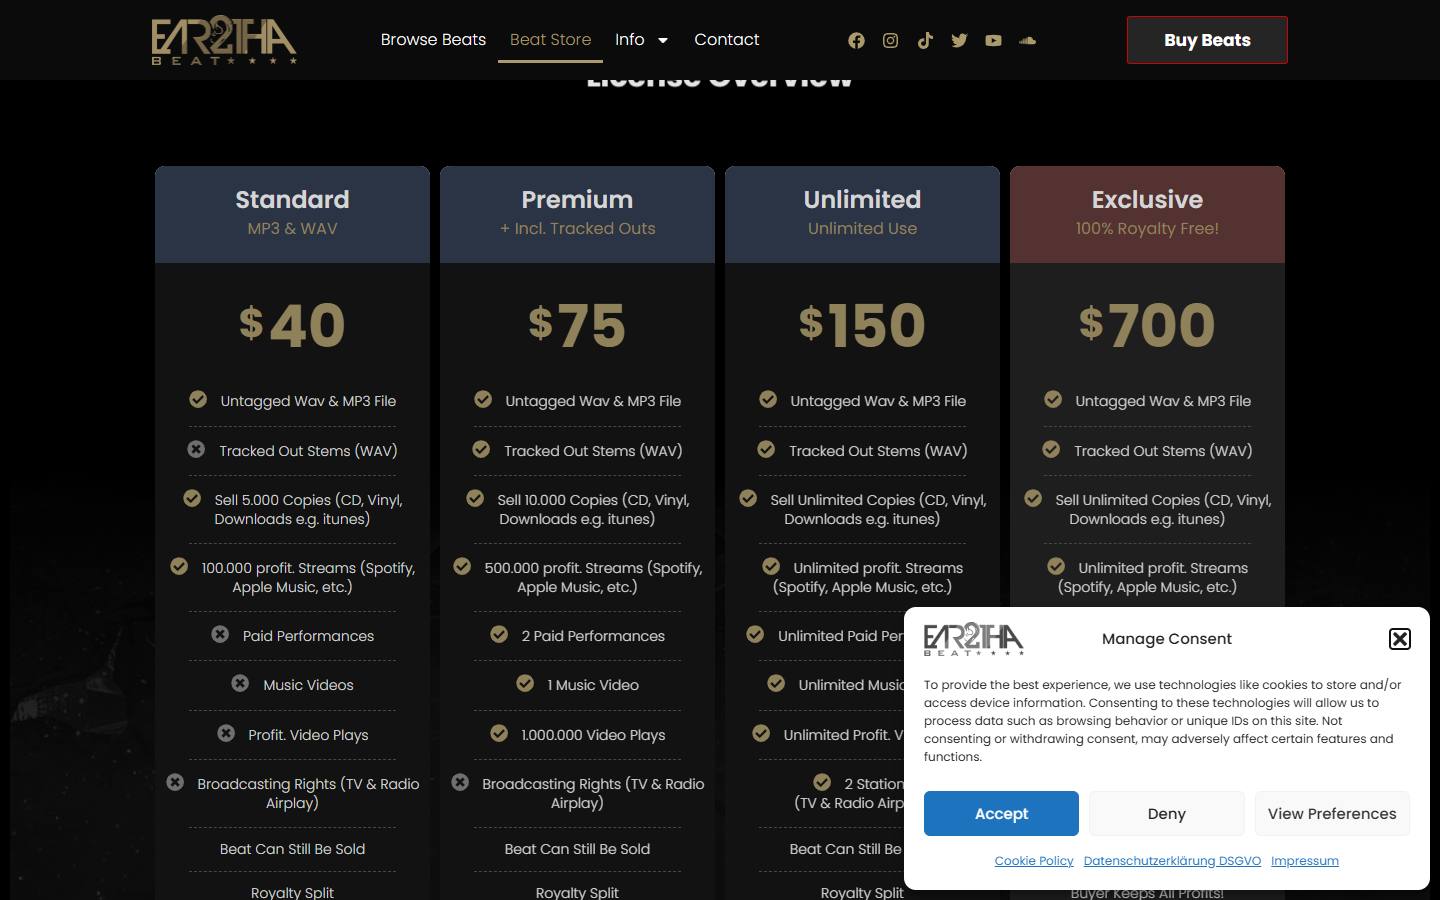 EAR2THA
BEAT
Browse Beats
Beat Store
Info
Contact
Buy Beats
License Overview
Standard
MP3 & WAV
$40
Untagged Wav & MP3 File
Tracked Out Stems (WAV)
Sell 5.000 Copies (CD, Vinyl,
Downloads e.g. itunes)
100.000 profit. Streams (Spotify,
Apple Music, etc.)
Paid Performances
Music Videos
Profit. Video Plays
Broadcasting Rights (TV & Radio
Airplay)
Beat Can Still Be Sold
Royalty Split
Premium
+ Incl. Tracked Outs
$75
Untagged Wav & MP3 File
Tracked Out Stems (WAV)
Sell 10.000 Copies (CD, Vinyl,
Downloads e.g. itunes)
500.000 profit. Streams (Spotify,
Apple Music, etc.)
2 Paid Performances
1 Music Video
1.000.000 Video Plays
Broadcasting Rights (TV & Radio
Airplay)
Beat Can Still Be Sold
Royalty Split
Unlimited
Unlimited Use
$150
Untagged Wav & MP3 File
Tracked Out Stems (WAV)
Sell Unlimited Copies (CD, Vinyl,
Downloads e.g. itunes)
Unlimited profit. Streams
(Spotify, Apple Music, etc.)
Unlimited Paid
Unlimited
Unlimited Profit.
2
(TV & Radio
Beat Can Still Be
Royalty Split
Exclusive
100% Royalty Free!
$700
Untagged Wav & MP3 File
Tracked Out Stems (WAV)
Sell Unlimited Copies (CD, Vinyl,
Downloads e.g. itunes)
Unlimited profit. Streams
(Spotify, Apple Music, etc.)
Buyer Keeps All Profits!
EAR2THA
BEAT
Manage Consent
To provide the best experience, we use technologies like cookies to store and/or
access device information. Consenting to these technologies will allow us to
process data such as browsing behavior or unique IDs on this site. Not
consenting or withdrawing consent, may adversely affect certain features and
functions.
Accept
Deny
View Preferences
Cookie Policy
Datenschutzerklärung DSGVO
Impressum